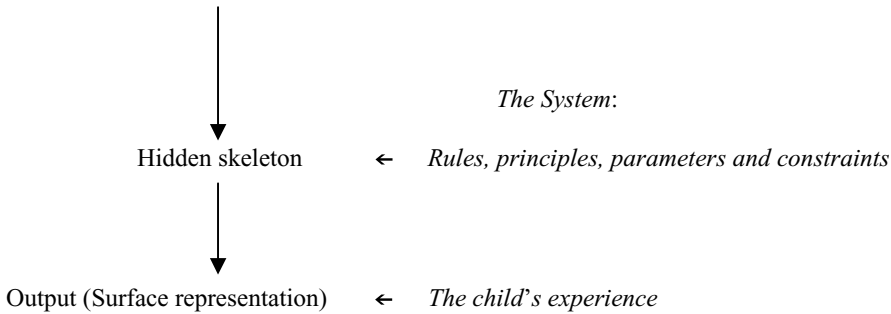 The System:
Hidden skeleton ← Rules, principles, parameters and constraints
Output (Surface representation) ← The child's experience